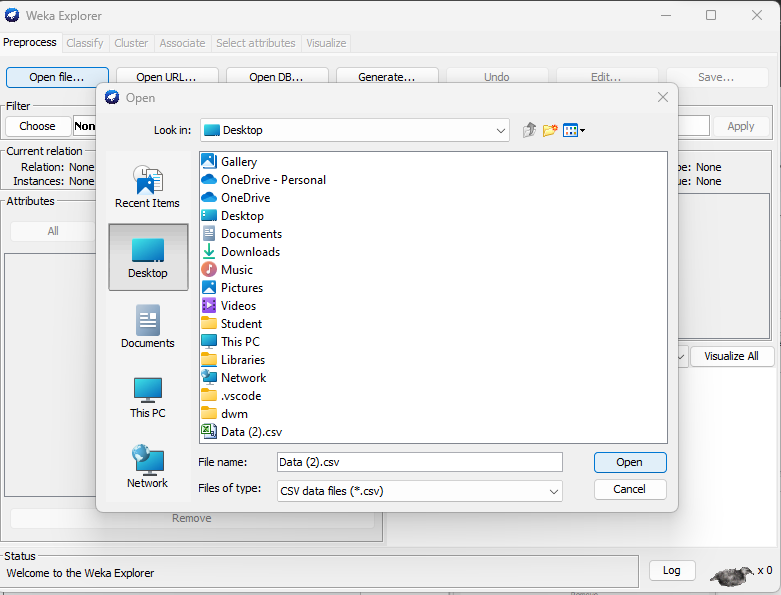 Weka Explorer
Preprocess Classify Cluster Associate Select attributes Visualize
Open file... Open URL... Open DB... Generate... Undo Edit... Save...
Filter
Choose Non Apply
Current relation
Relation: None pe: None
Instances: None ue: None
Attributes
All
Visualize All
Remove
Status
Welcome to the Weka Explorer
Log x 0
Open
Look in: Desktop
Recent Items
Desktop
Documents
This PC
Network
Gallery
OneDrive - Personal
OneDrive
Desktop
Documents
Downloads
Music
Pictures
Videos
Student
This PC
Libraries
Network
.vscode
dwm
Data (2).csv
File name: Data (2).csv Open
Files of type: CSV data files (*.csv) Cancel